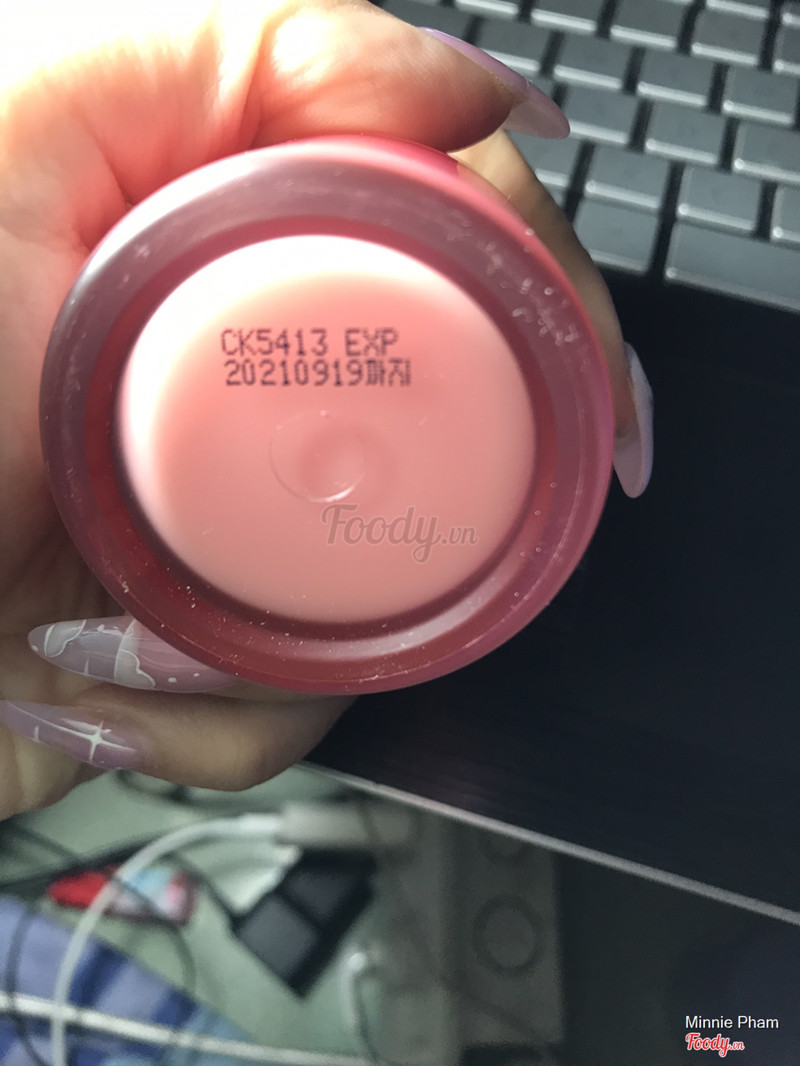 CK5413 EXP
20210919까지
Foody.vn
Minnie Pham
Foody.vn